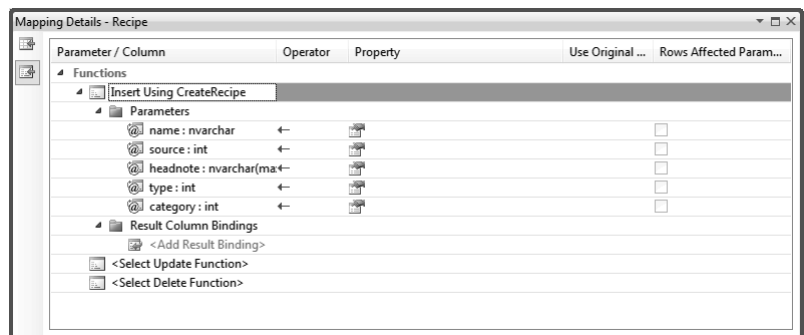 Mapping Details - Recipe
Parameter / Column Operator Property Use Original ... Rows Affected Param...
Functions
Insert Using CreateRecipe
Parameters
name : nvarchar
source : int
headnote : nvarchar(ma
type : int
category : int
Result Column Bindings
<Add Result Binding>
<Select Update Function>
<Select Delete Function>